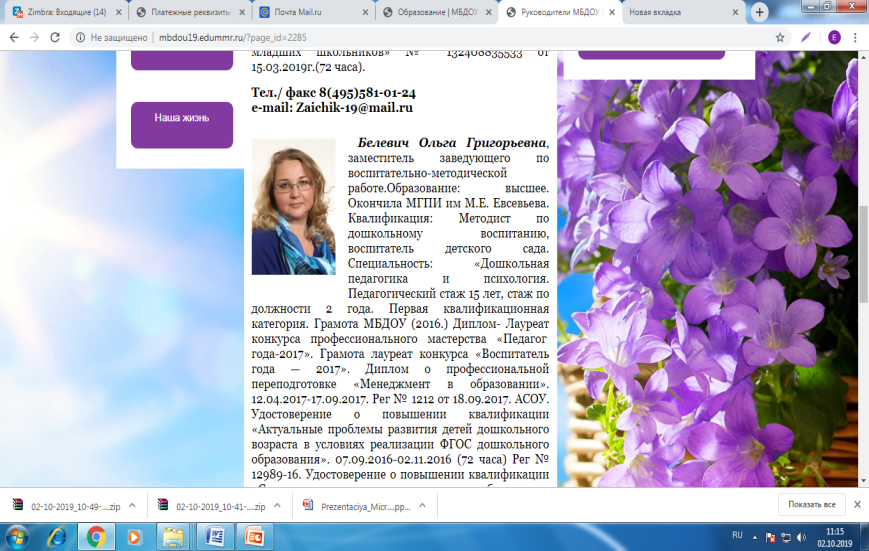 Zimbra: Входящие (14)
Платежные реквизиты
Почта Mail.ru
Образование | МБДОУ
Руководители МБДОУ
Новая вкладка
Не защищено | mbdou19.edummr.ru/?page_id=2285
E
младших школьников» № 132408835533 от
15.03.2019г.(72 часа).
Тел./ факс 8(495)581-01-24
e-mail: Zaichik-19@mail.ru
Наша жизнь
Белевич Ольга Григорьевна,
заместитель заведующего по
воспитательно-методической
работе.Образование: высшее.
Окончила МГПИ им М.Е. Евсевьева.
Квалификация: Методист по
дошкольному воспитанию,
воспитатель детского сада.
Специальность: «Дошкольная
педагогика и психология.
Педагогический стаж 15 лет, стаж по
должности 2 года. Первая квалификационная
категория. Грамота МБДОУ (2016.) Диплом- Лауреат
конкурса профессионального мастерства «Педагог
года-2017». Грамота лауреат конкурса «Воспитатель
года — 2017». Диплом о профессиональной
переподготовке «Менеджмент в образовании».
12.04.2017-17.09.2017. Рег № 1212 от 18.09.2017. АСОУ.
Удостоверение о повышении квалификации
«Актуальные проблемы развития детей дошкольного
возраста в условиях реализации ФГОС дошкольного
образования». 07.09.2016-02.11.2016 (72 часа) Рег №
12989-16. Удостоверение о повышении квалификации
02-10-2019_10-49-....zip
02-10-2019_10-41-....zip
Prezentaciya_Micr....pp...
Показать все
RU
11:15
02.10.2019